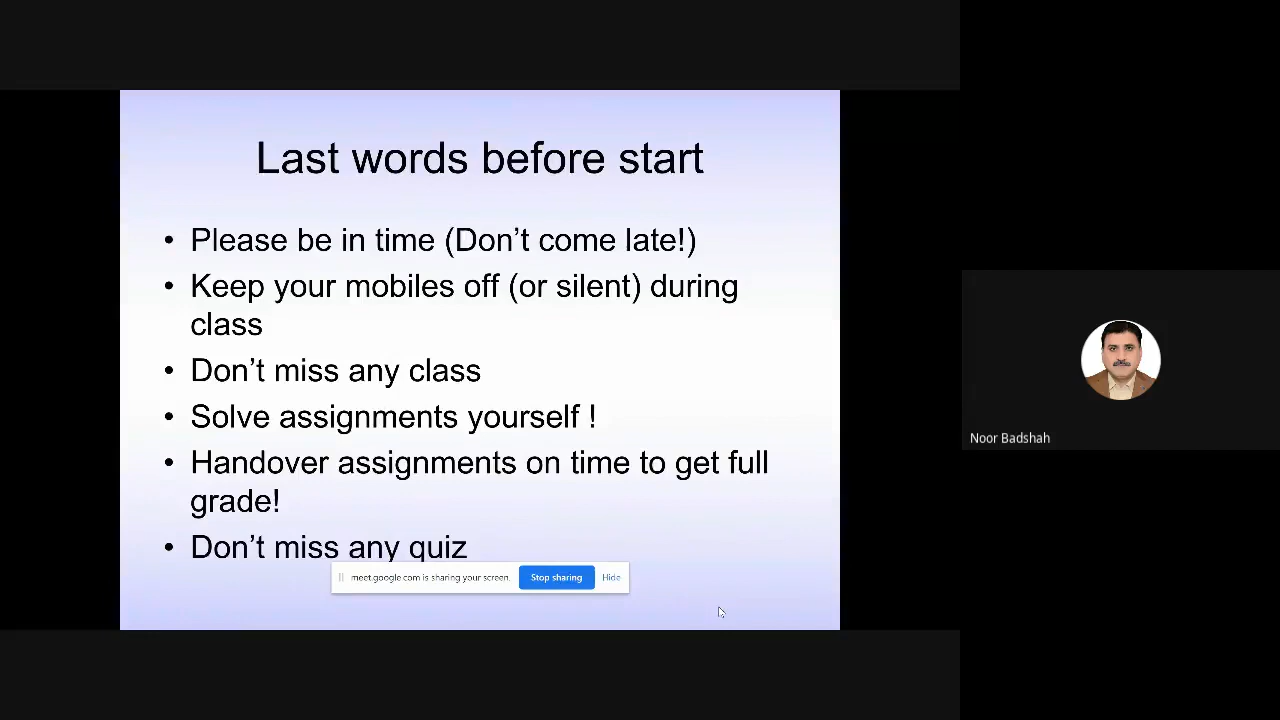 Last words before start
• Please be in time (Don't come late!)
• Keep your mobiles off (or silent) during
class
• Don't miss any class
• Solve assignments yourself !
• Handover assignments on time to get full
grade!
• Don't miss any quiz
meet.google.com is sharing your screen. Stop sharing Hide
Noor Badshah